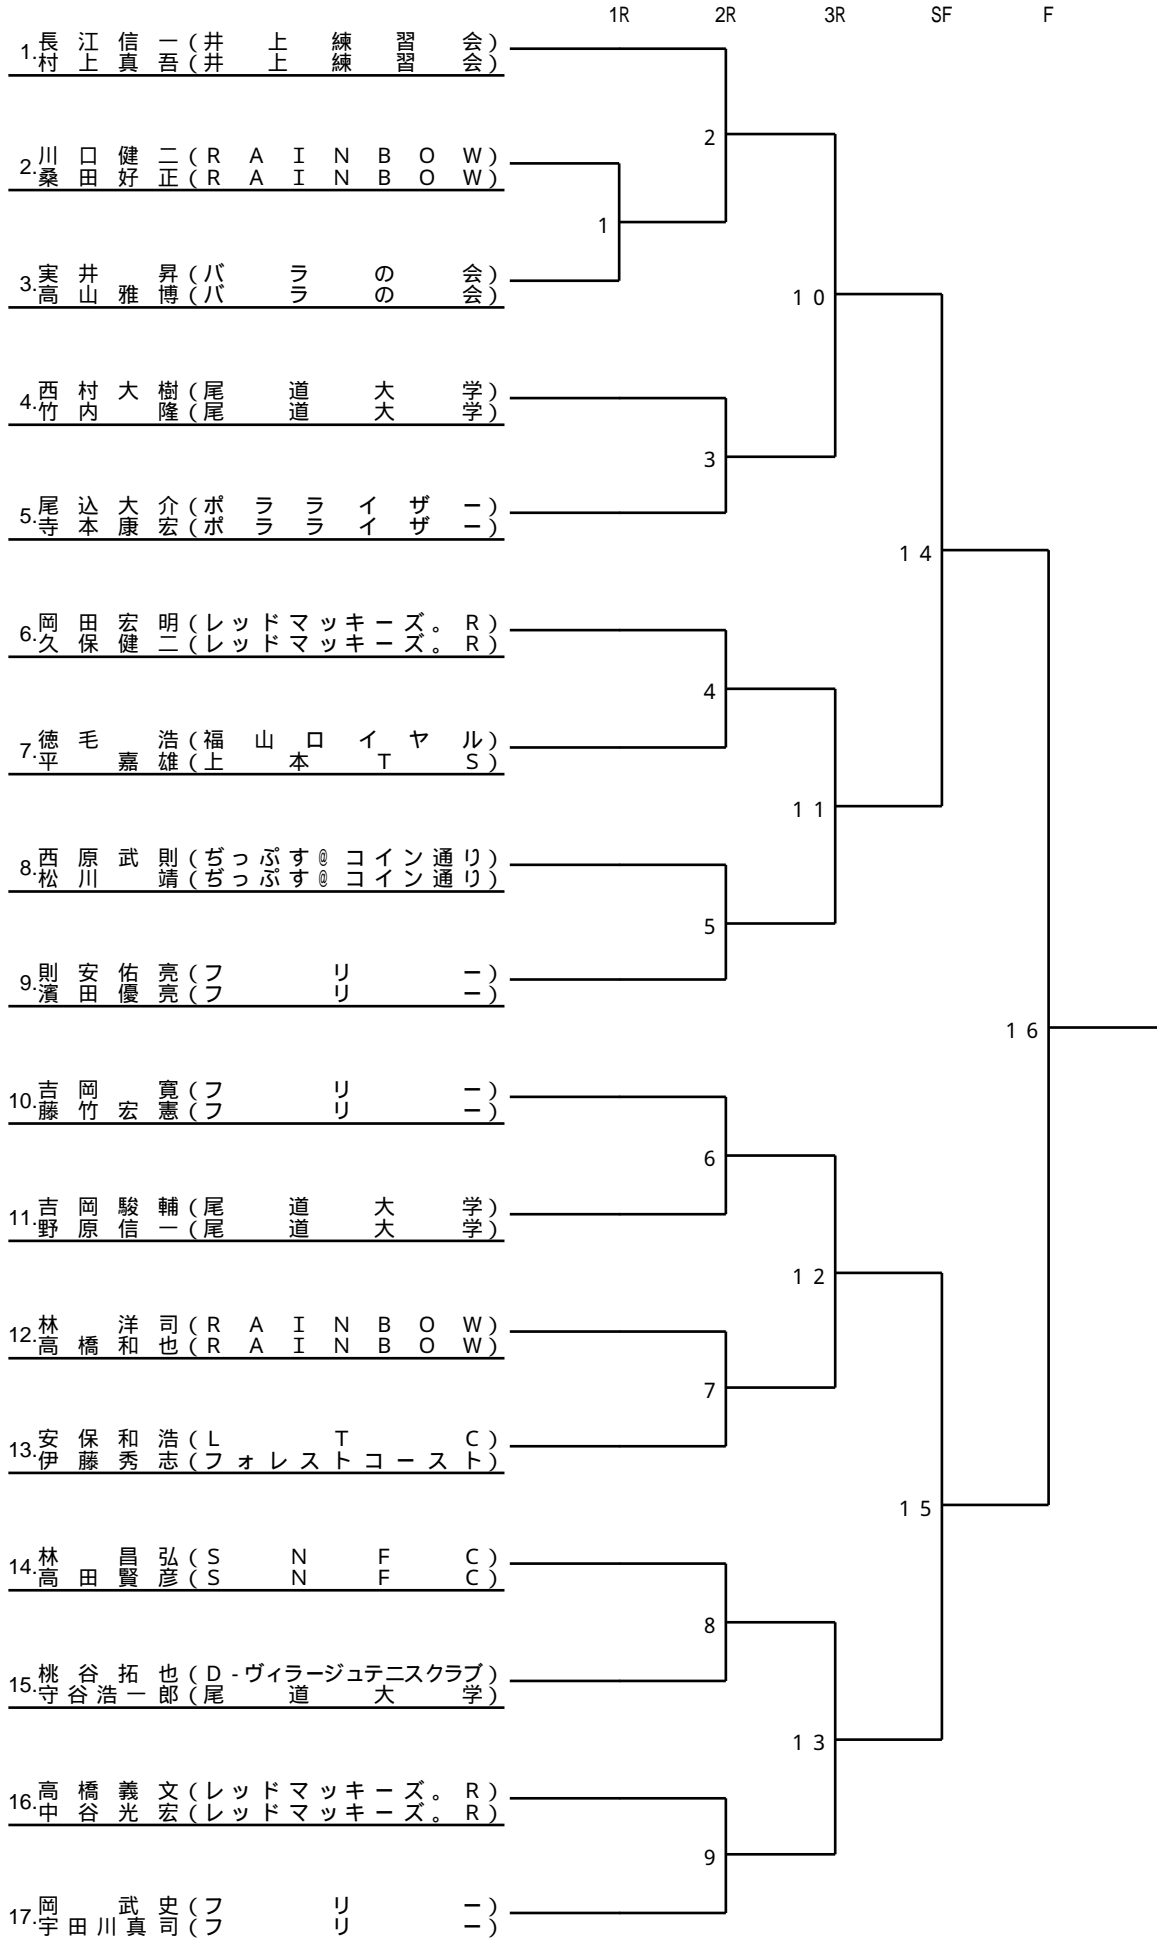 1R 2R 3R SF F
1. 長江信一(井上練習会)
村上真吾(井上練習会)
2
2. 川口健二(RAINBOW)
桑田好正(RAINBOW)
1
3. 実井 昇(バラの会)
高山雅博(バラの会)
10
4. 西村大樹(尾道大学)
竹内 隆(尾道大学)
3
5. 尾込大介(ポラライザー)
寺本康宏(ポラライザー)
14
6. 岡田宏明(レッドマッキーズ。R)
久保健二(レッドマッキーズ。R)
4
7. 徳毛 浩(福山ロイヤル)
平 嘉雄(上本TS)
11
8. 西原武則(ぢっぷす@コイン通り)
松川 靖(ぢっぷす@コイン通り)
5
9. 則安佑亮(フリー)
濱田優亮(フリー)
16
10. 吉岡 寛(フリー)
藤竹宏憲(フリー)
6
11. 吉岡駿輔(尾道大学)
野原信一(尾道大学)
12
12. 林 洋司(RAINBOW)
高橋和也(RAINBOW)
7
13. 安保和浩(LTC)
伊藤秀志(フォレストコースト)
15
14. 林 昌弘(SNFC)
高田賢彦(SNFC)
8
15. 桃谷拓也(D-ヴィラージュテニスクラブ)
守谷浩一郎(尾道大学)
13
16. 高橋義文(レッドマッキーズ。R)
中谷光宏(レッドマッキーズ。R)
9
17. 岡 武史(フリー)
宇田川真司(フリー)